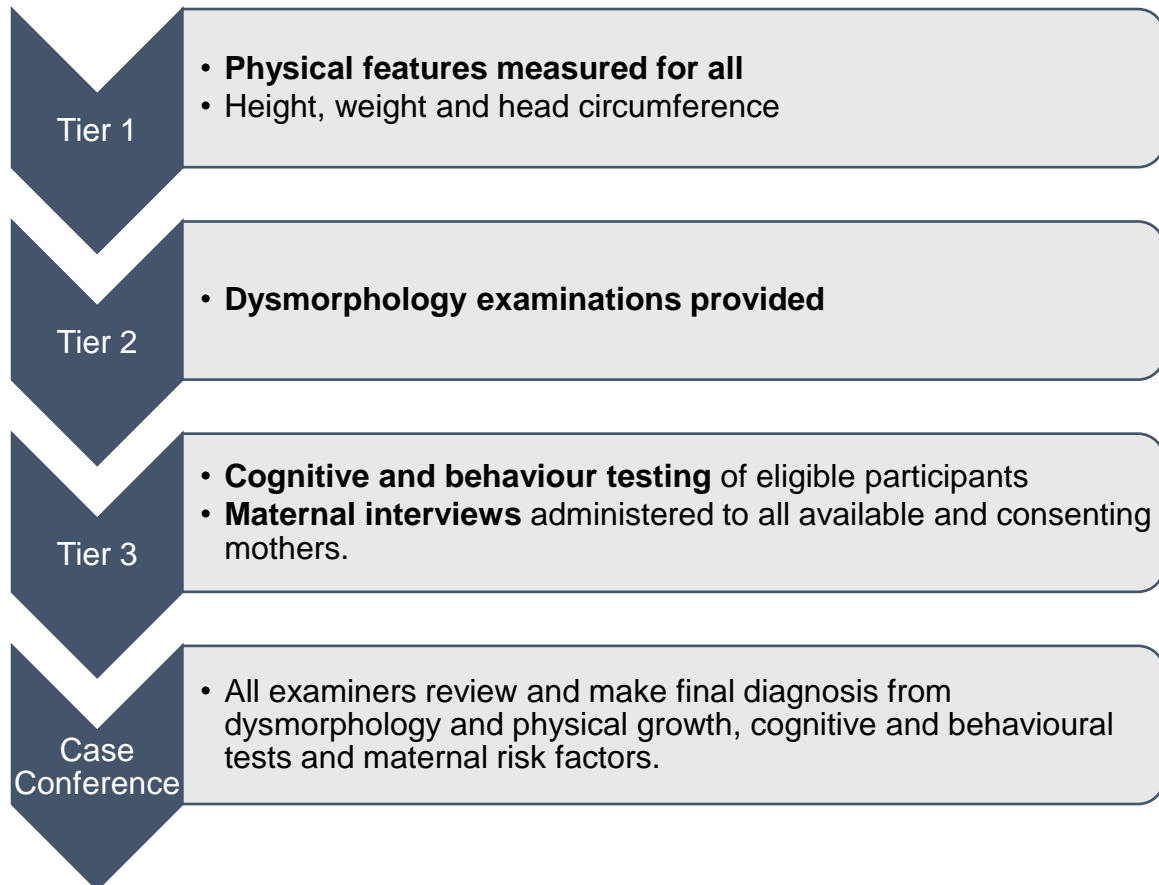 Tier 1
• Physical features measured for all
• Height, weight and head circumference
Tier 2
• Dysmorphology examinations provided
Tier 3
• Cognitive and behaviour testing of eligible participants
• Maternal interviews administered to all available and consenting
mothers.
Case
Conference
• All examiners review and make final diagnosis from
dysmorphology and physical growth, cognitive and behavioural
tests and maternal risk factors.